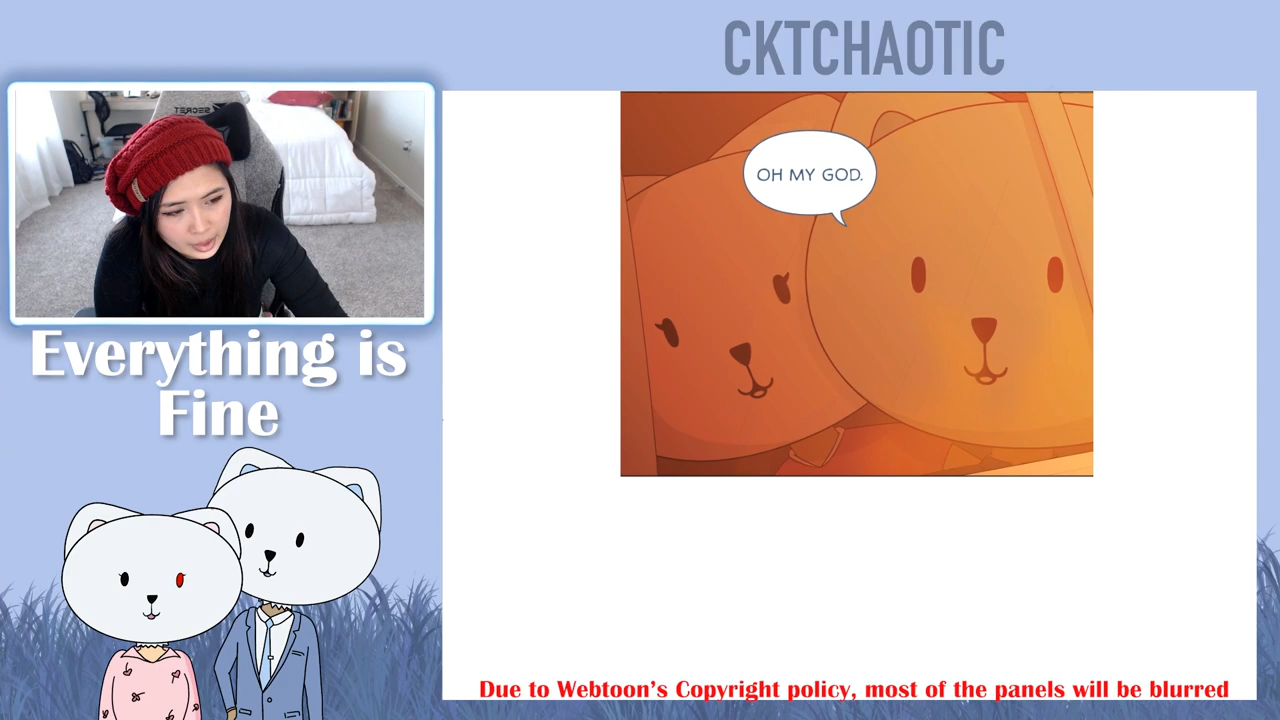 CKTCHAOTIC
SECRET
OH MY GOD.
Everything is
Fine
Due to Webtoon's Copyright policy, most of the panels will be blurred